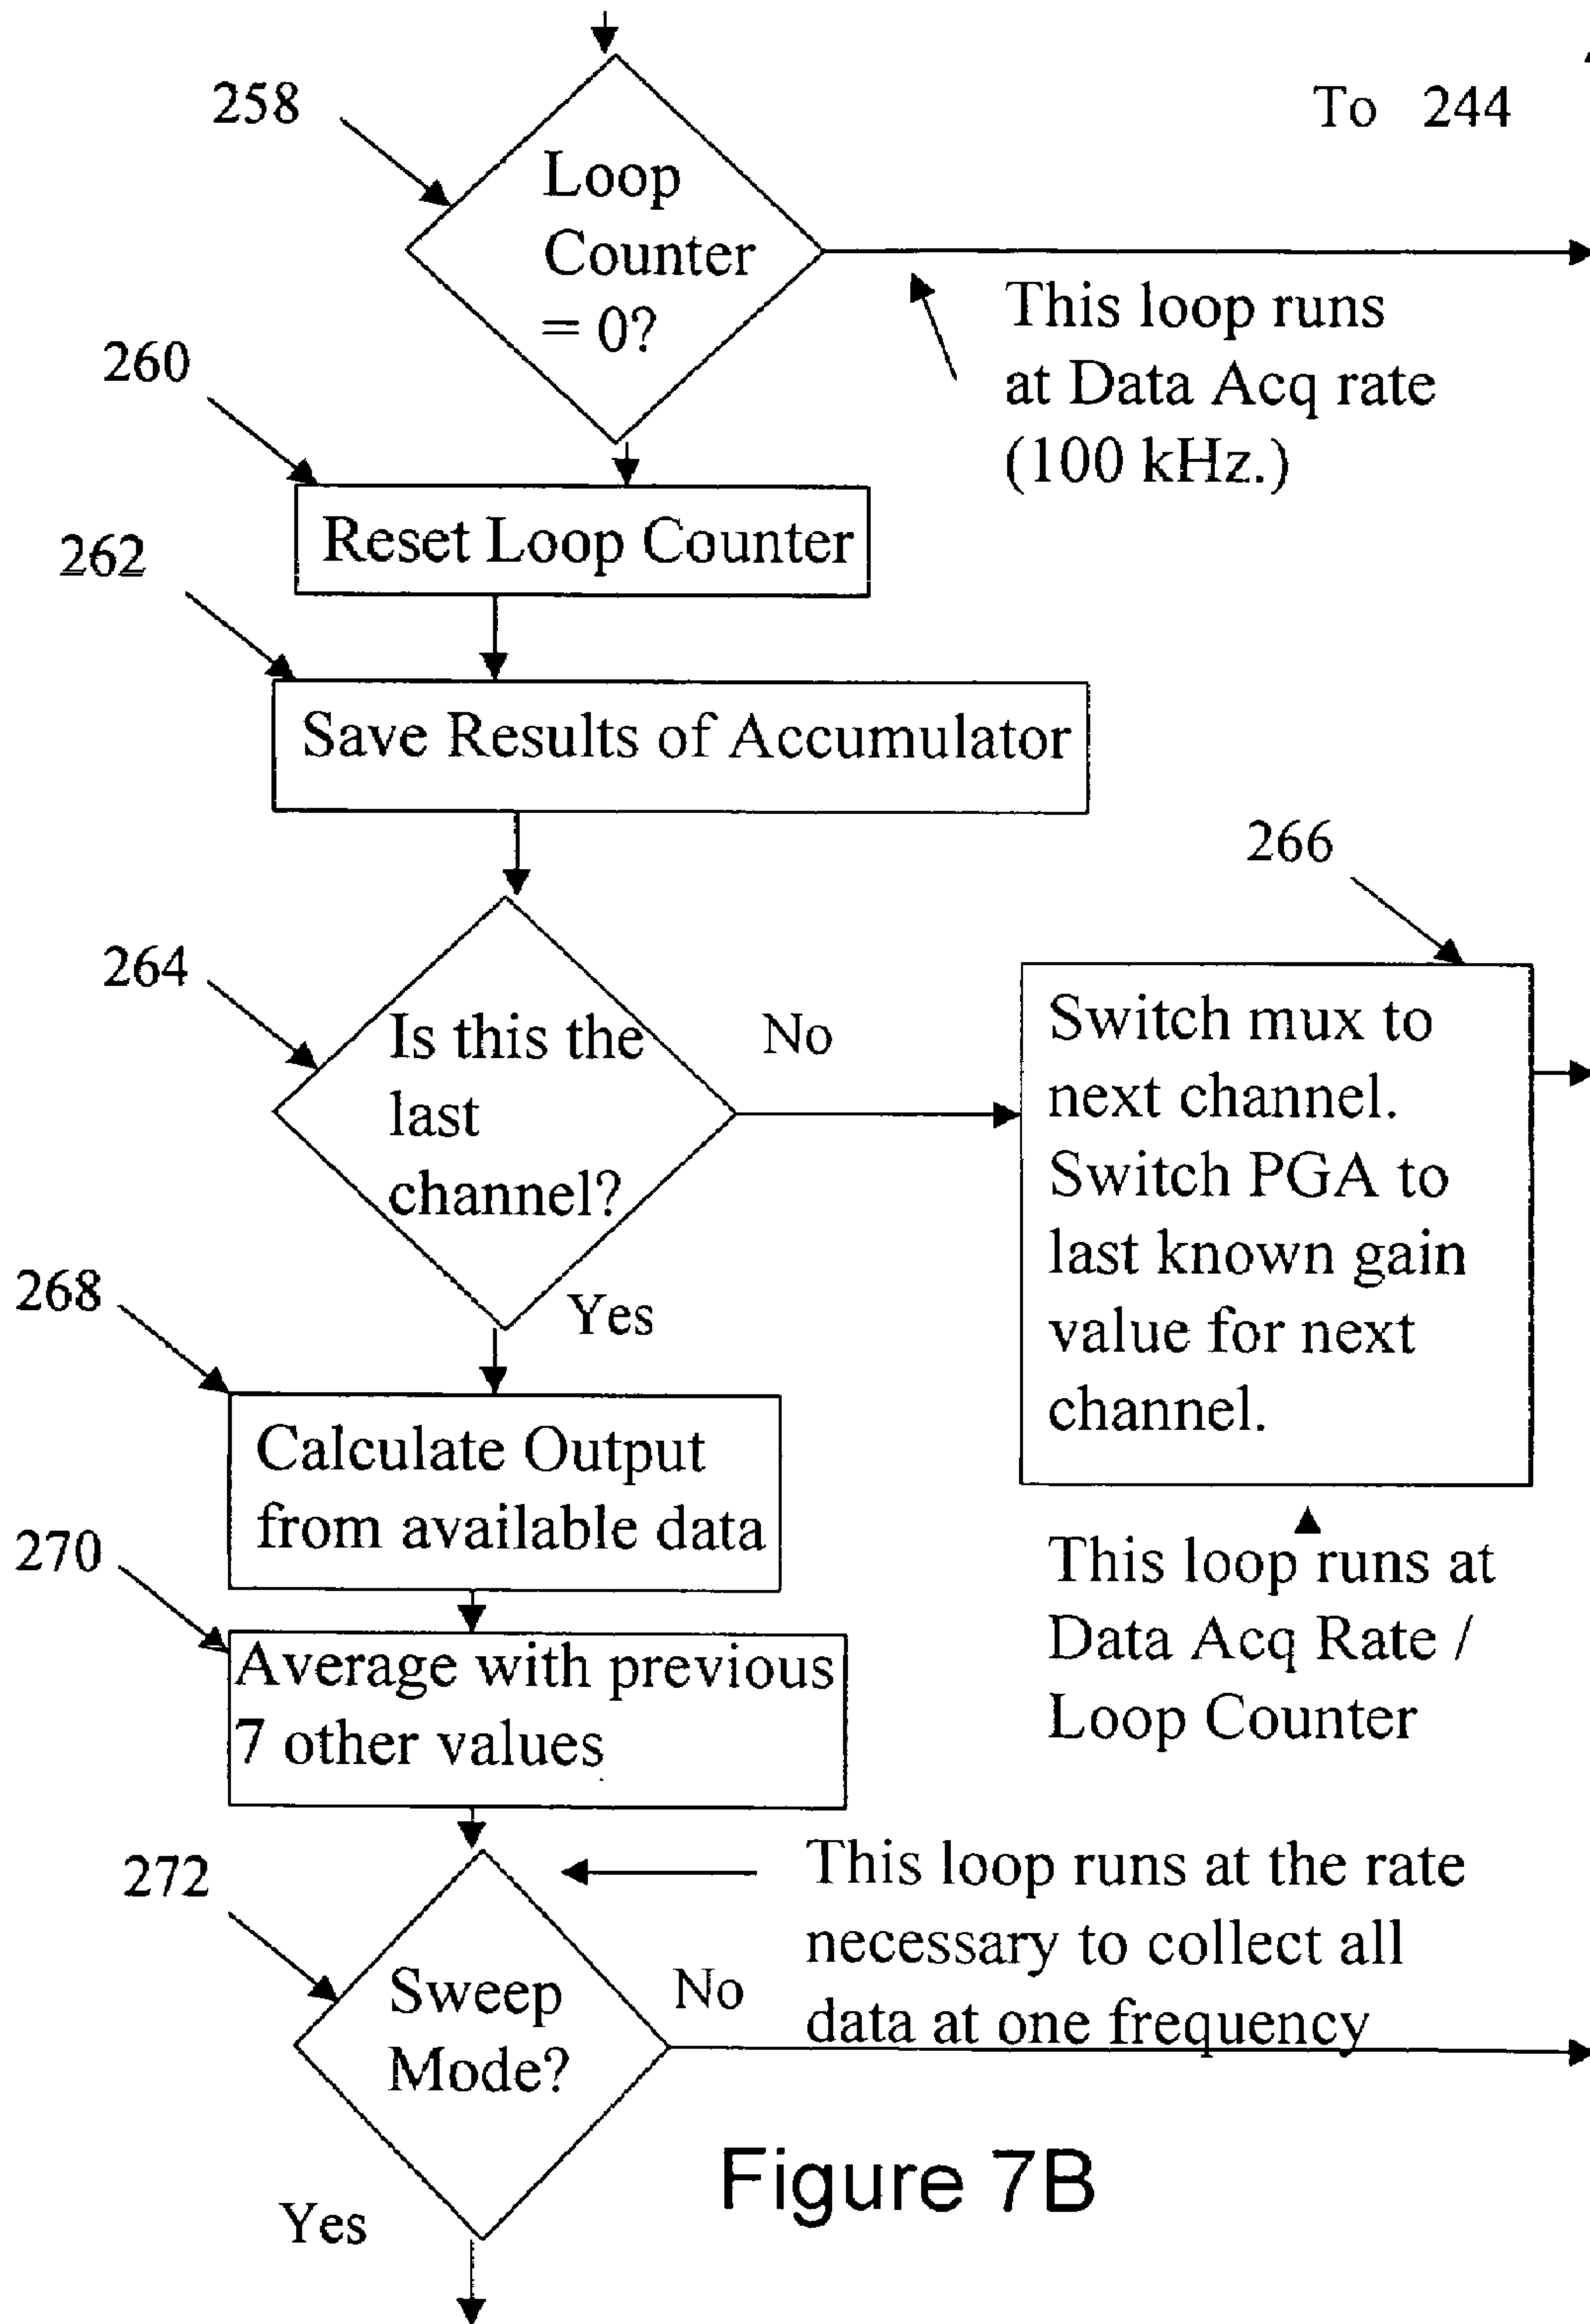 To 244
258
Loop
Counter
= 0?
This loop runs
at Data Acq rate
(100 kHz.)
260
Reset Loop Counter
262
Save Results of Accumulator
264
Is this the
last
channel?
No
266
Switch mux to
next channel.
Switch PGA to
last known gain
value for next
channel.
This loop runs at
Data Acq Rate /
Loop Counter
Yes
268
Calculate Output
from available data
270
Average with previous
7 other values
272
Sweep
Mode?
No
This loop runs at the rate
necessary to collect all
data at one frequency
Yes
Figure 7B